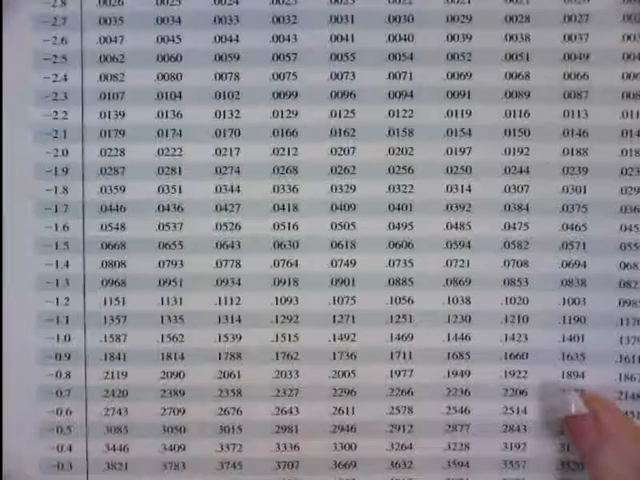 −2.8 .0026 .0025 .0024 .0023
−2.7 .0035 .0034 .0033 .0032 .0031 .0030 .0029 .0028 .0027
−2.6 .0047 .0045 .0044 .0043 .0041 .0040 .0039 .0038 .0037
−2.5 .0062 .0060 .0059 .0057 .0055 .0054 .0052 .0051 .0049
−2.4 .0082 .0080 .0078 .0075 .0073 .0071 .0069 .0068 .0066
−2.3 .0107 .0104 .0102 .0099 .0096 .0094 .0091 .0089 .0087
−2.2 .0139 .0136 .0132 .0129 .0125 .0122 .0119 .0116 .0113
−2.1 .0179 .0174 .0170 .0166 .0162 .0158 .0154 .0150 .0146
−2.0 .0228 .0222 .0217 .0212 .0207 .0202 .0197 .0192 .0188
−1.9 .0287 .0281 .0274 .0268 .0262 .0256 .0250 .0244 .0239
−1.8 .0359 .0351 .0344 .0336 .0329 .0322 .0314 .0307 .0301
−1.7 .0446 .0436 .0427 .0418 .0409 .0401 .0392 .0384 .0375
−1.6 .0548 .0537 .0526 .0516 .0505 .0495 .0485 .0475 .0465
−1.5 .0668 .0655 .0643 .0630 .0618 .0606 .0594 .0582 .0571
−1.4 .0808 .0793 .0778 .0764 .0749 .0735 .0721 .0708 .0694
−1.3 .0968 .0951 .0934 .0918 .0901 .0885 .0869 .0853 .0838
−1.2 .1151 .1131 .1112 .1093 .1075 .1056 .1038 .1020 .1003
−1.1 .1357 .1335 .1314 .1292 .1271 .1251 .1230 .1210 .1190
−1.0 .1587 .1562 .1539 .1515 .1492 .1469 .1446 .1423 .1401
−0.9 .1841 .1814 .1788 .1762 .1736 .1711 .1685 .1660 .1635
−0.8 .2119 .2090 .2061 .2033 .2005 .1977 .1949 .1922 .1894
−0.7 .2420 .2389 .2358 .2327 .2296 .2266 .2236 .2206
−0.6 .2743 .2709 .2676 .2643 .2611 .2578 .2546 .2514
−0.5 .3085 .3050 .3015 .2981 .2946 .2912 .2877 .2843
−0.4 .3446 .3409 .3372 .3336 .3300 .3264 .3228 .3192
−0.3 .3821 .3783 .3745 .3707 .3669 .3632 .3594 .3557 .3520